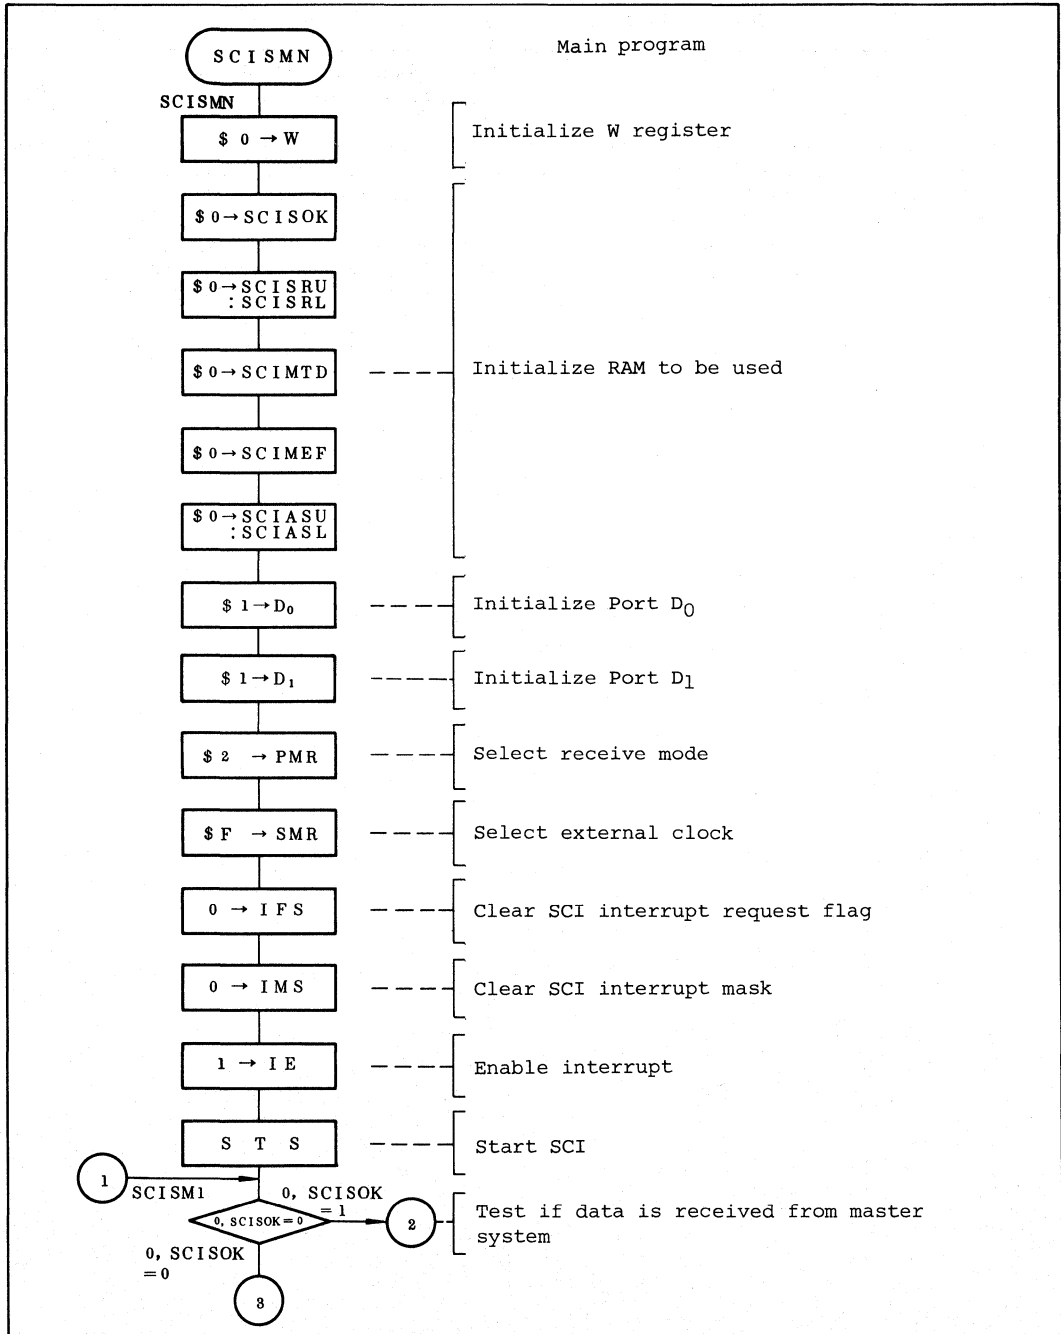 SCISMN
Main program
SCISMN
$ 0 → W
Initialize W register
$0→SCISOK
$0→SCISRU
:SCISRL
$0→SCIMTD
Initialize RAM to be used
$0→SCIMEF
$0→SCIASU
:SCIASL
$ 1→D₀
Initialize Port D₀
$ 1→D₁
Initialize Port D₁
$ 2 → PMR
Select receive mode
$ F → SMR
Select external clock
0 → IFS
Clear SCI interrupt request flag
0 → IMS
Clear SCI interrupt mask
1 → IE
Enable interrupt
S T S
Start SCI
1
SCISM1
0, SCISOK
=1
0, SCISOK=0
2
Test if data is received from master
system
0, SCISOK
=0
3